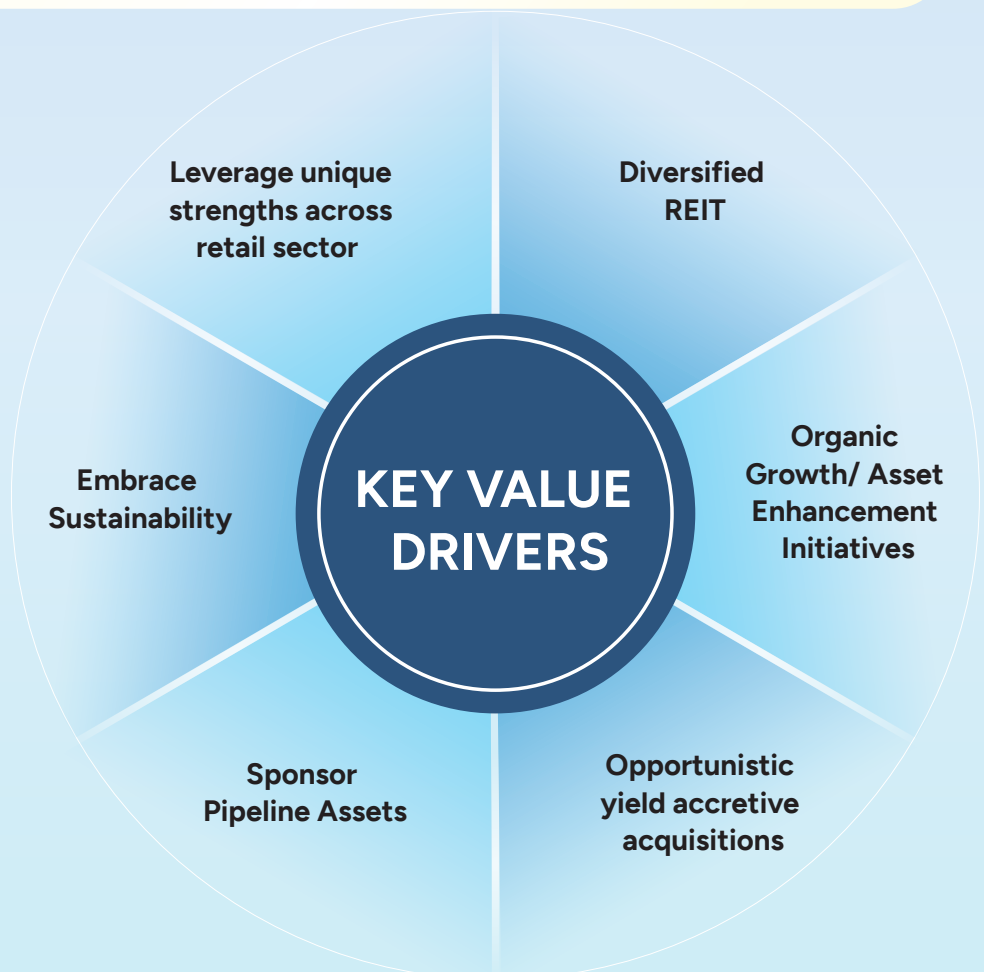 Leverage unique
strengths across
retail sector
Diversified
REIT
Organic
Growth/ Asset
Enhancement
Initiatives
Opportunistic
yield accretive
acquisitions
Sponsor
Pipeline Assets
Embrace
Sustainability
KEY VALUE
DRIVERS